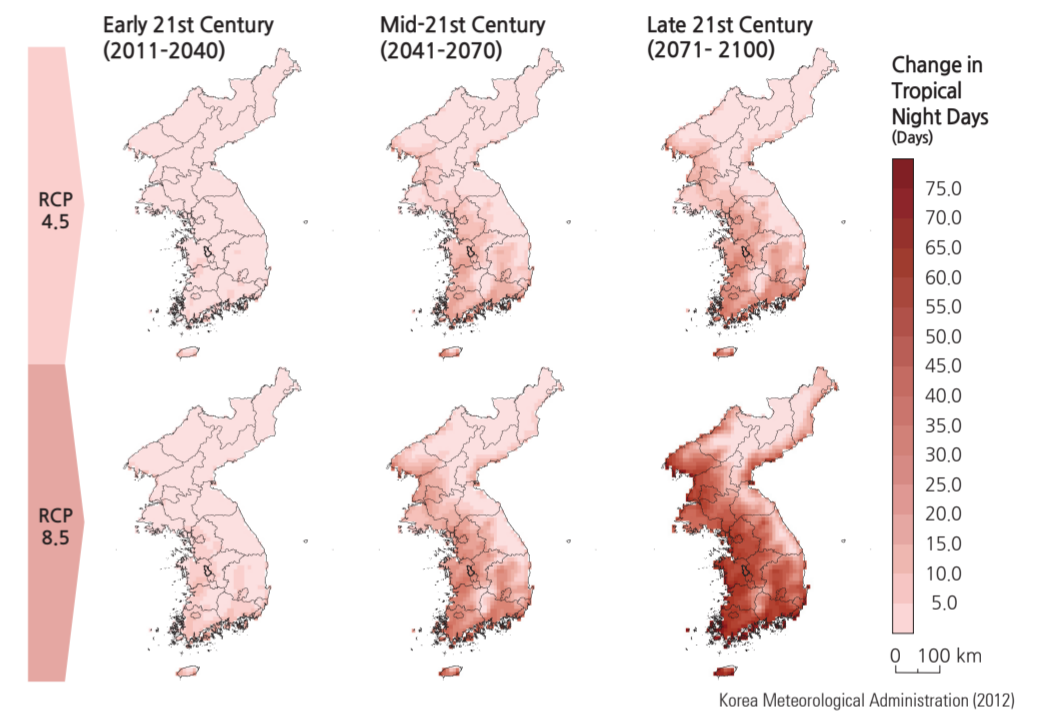 Early 21st Century
(2011-2040)
Mid-21st Century
(2041-2070)
Late 21st Century
(2071- 2100)
Change in
Tropical
Night Days
(Days)
RCP
4.5
RCP
8.5
75.0
70.0
65.0
60.0
55.0
50.0
45.0
40.0
35.0
30.0
25.0
20.0
15.0
10.0
5.0
0 100 km
Korea Meteorological Administration (2012)